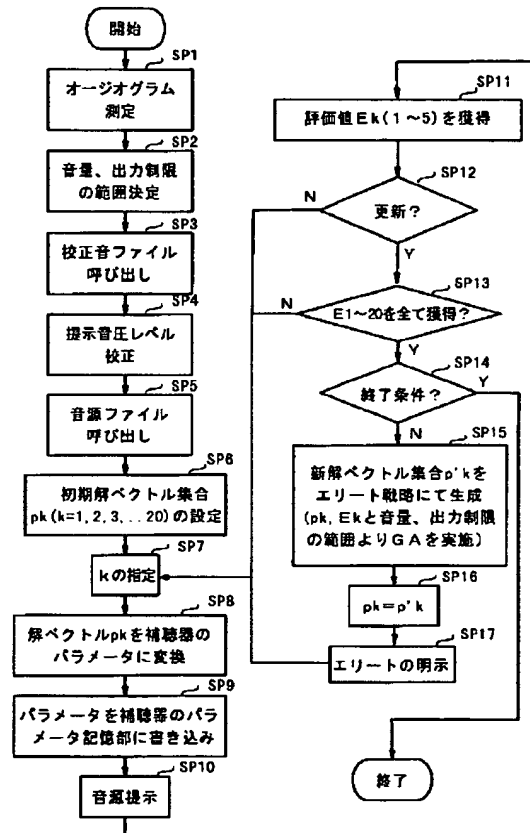 開始
SP1
オージオグラム
測定
SP2
音量、出力制限
の範囲決定
SP3
校正音ファイル
呼び出し
SP4
提示音圧レベル
校正
SP5
音源ファイル
呼び出し
SP6
初期解ベクトル集合
pk(k=1,2,3,...20)の設定
SP7
kの指定
SP8
解ベクトルpkを補聴器の
パラメータに変換
SP9
パラメータを補聴器のパラ
メータ記憶部に書き込み
SP10
音源提示
SP11
評価値Ek(1〜5)を獲得
SP12
N
更新?
Y
SP13
N
E1〜20を全て獲得?
Y
SP14
終了条件?
Y
N
SP15
新解ベクトル集合p'kを
エリート戦略にて生成
(pk,Ekと音量、出力制限
の範囲よりGAを実施)
SP16
pk=p'k
SP17
エリートの明示
終了